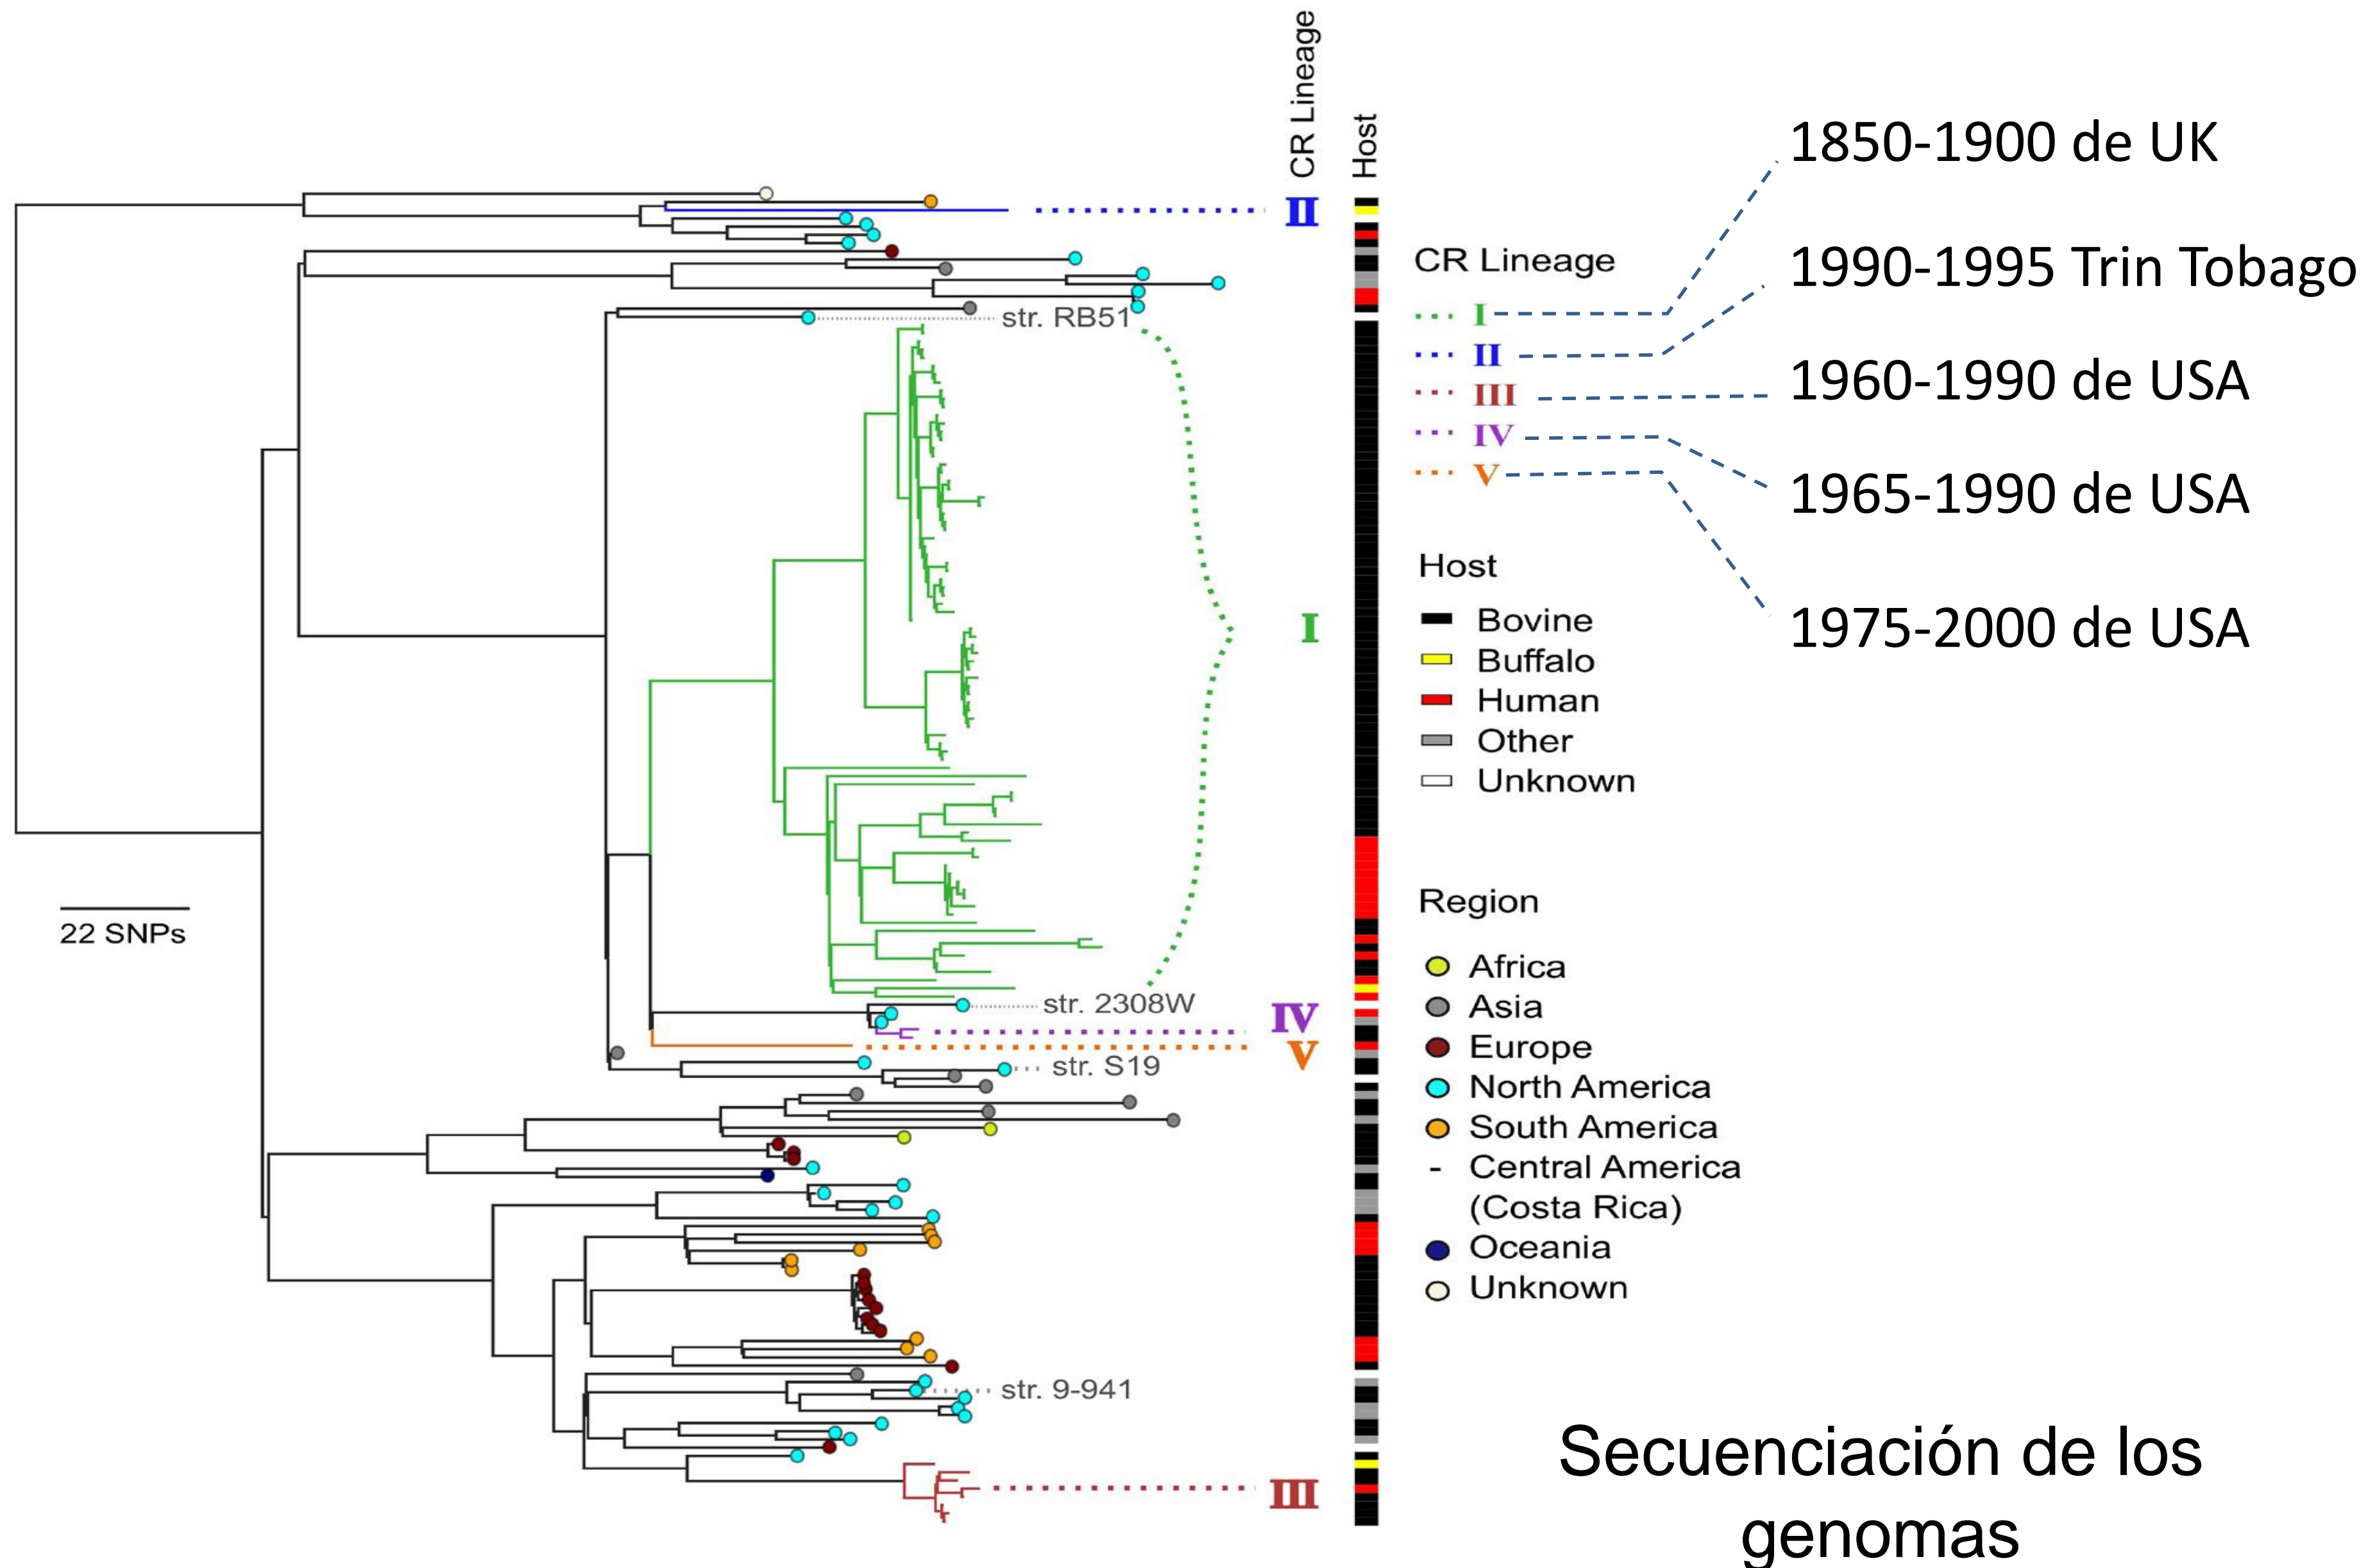 CR Lineage
Host
II
str. RB51
I
22 SNPs
str. 2308W
IV
V
str. S19
str. 9-941
III
CR Lineage
I
II
III
IV
V
1850-1900 de UK
1990-1995 Trin Tobago
1960-1990 de USA
1965-1990 de USA
1975-2000 de USA
Host
Bovine
Buffalo
Human
Other
Unknown
Region
Africa
Asia
Europe
North America
South America
- Central America
(Costa Rica)
Oceania
Unknown
Secuenciación de los
genomas